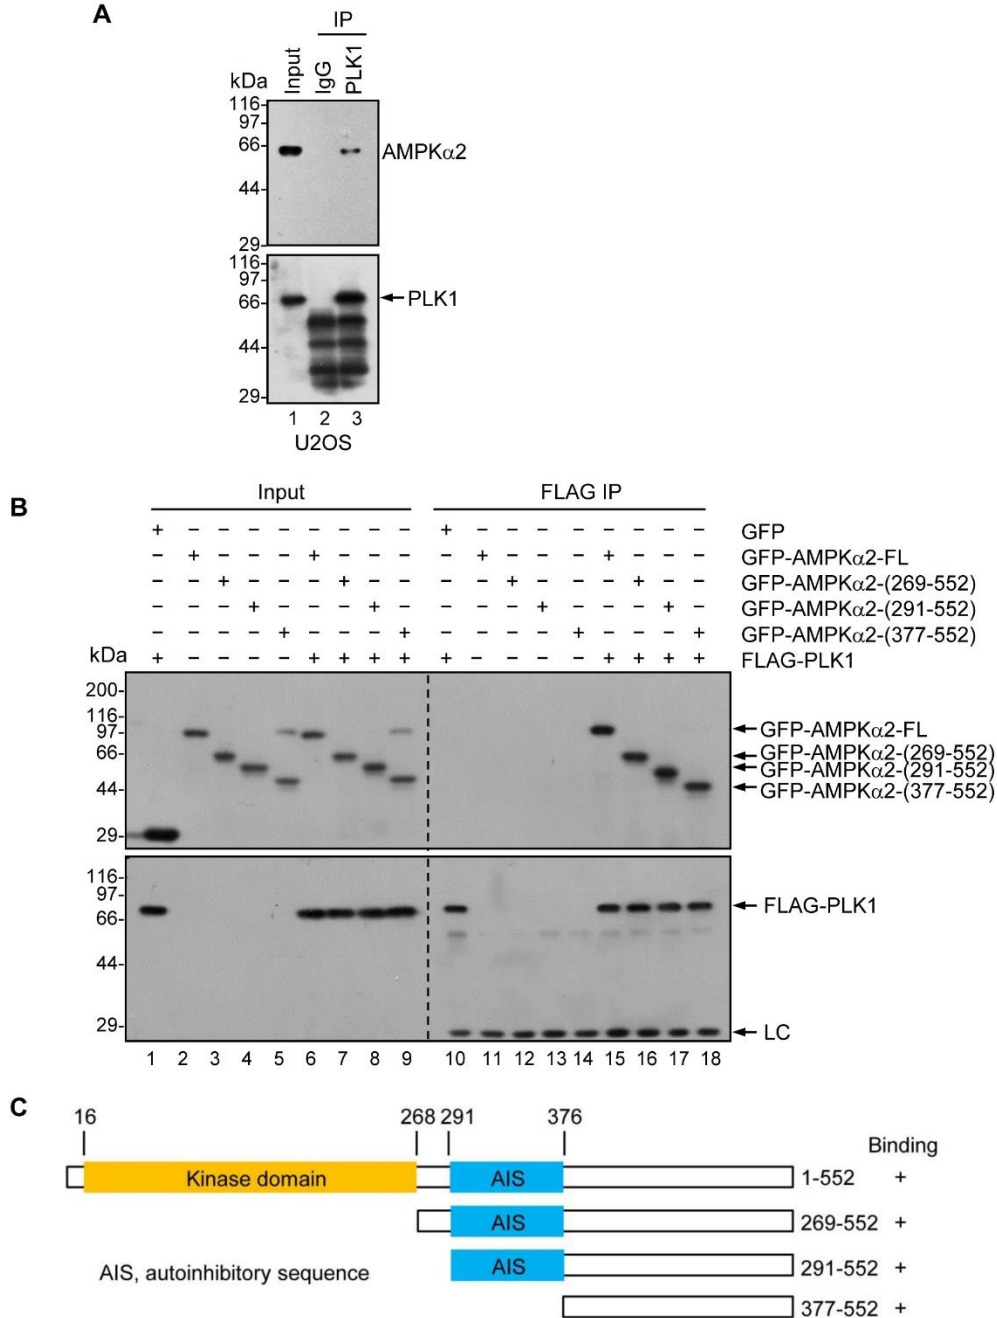 A
IP
kDa Input IgG PLK1
116-
97-
66-
AMPKα2
44-
29-
116-
97-
66-
PLK1
44-
29-
1 2 3
U2OS
B
Input FLAG IP
+ − − − − − − − − + − − − − − − − − GFP
− + − − − + − − − − + − − − + − − − GFP-AMPKα2-FL
− − + − − − + − − − − + − − − + − − GFP-AMPKα2-(269-552)
− − − + − − − + − − − − + − − − + − GFP-AMPKα2-(291-552)
− − − − + − − − + − − − − + − − − + GFP-AMPKα2-(377-552)
kDa + − − − − + + + + + − − − − + + + + FLAG-PLK1
200-
116-
97-
GFP-AMPKα2-FL
66-
GFP-AMPKα2-(269-552)
GFP-AMPKα2-(291-552)
44-
GFP-AMPKα2-(377-552)
29-
116-
97-
FLAG-PLK1
66-
44-
29-
LC
1 2 3 4 5 6 7 8 9 10 11 12 13 14 15 16 17 18
C
16 268 291 376
Binding
Kinase domain AIS 1-552 +
AIS 269-552 +
AIS 291-552 +
AIS, autoinhibitory sequence
377-552 +